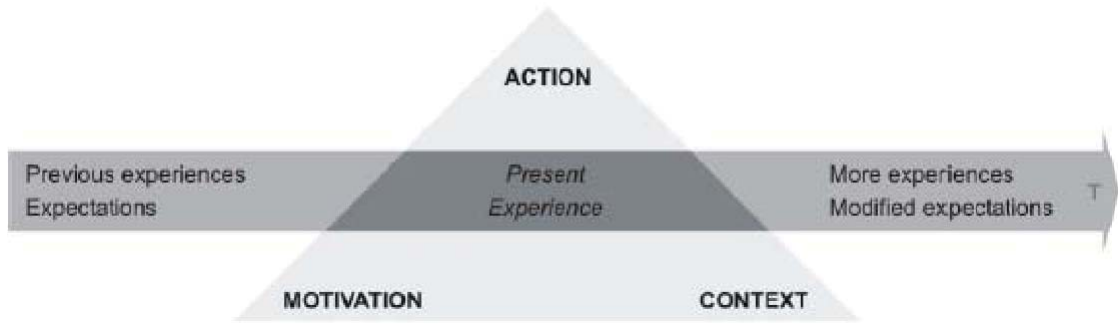 ACTION
Previous experiences
Expectations
Present
Experience
More experiences
Modified expectations
T
MOTIVATION
CONTEXT